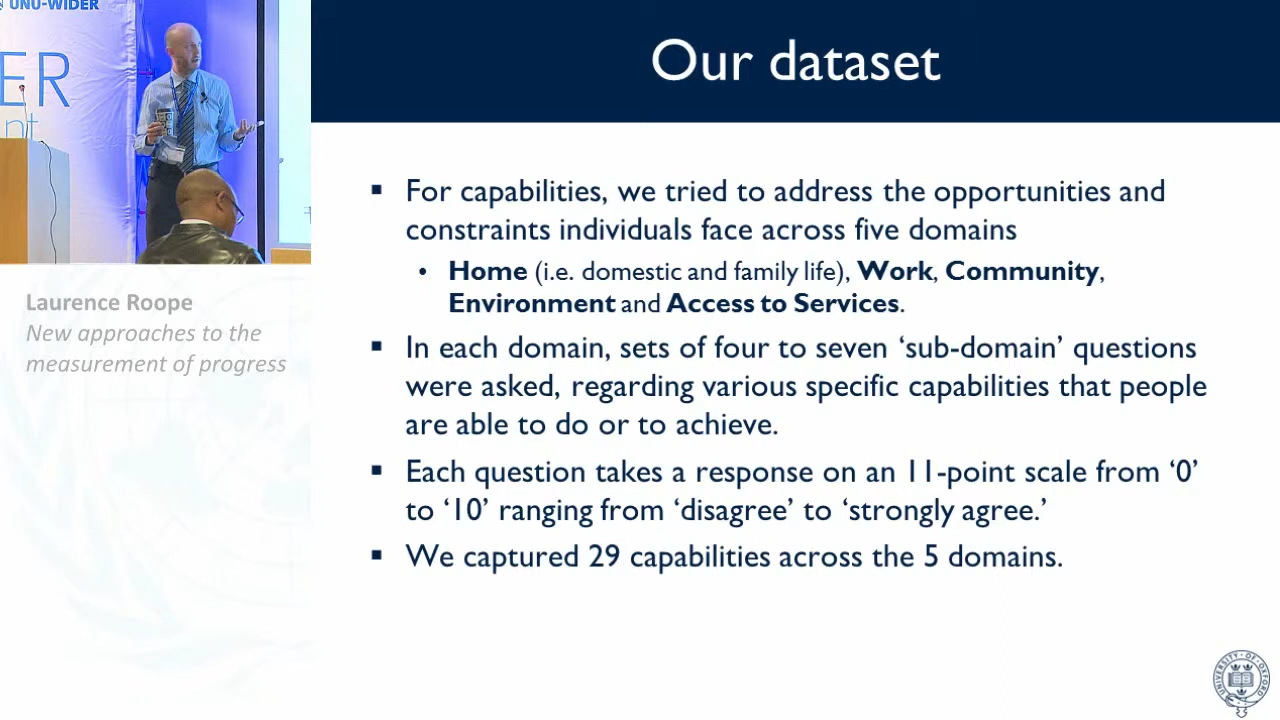 UNU-WIDER
ER
nt
Our dataset
▪ For capabilities, we tried to address the opportunities and
constraints individuals face across five domains
• Home (i.e. domestic and family life), Work, Community,
Environment and Access to Services.
▪ In each domain, sets of four to seven ‘sub-domain’ questions
were asked, regarding various specific capabilities that people
are able to do or to achieve.
▪ Each question takes a response on an 11-point scale from ‘0’
to ‘10’ ranging from ‘disagree’ to ‘strongly agree.’
▪ We captured 29 capabilities across the 5 domains.
Laurence Roope
New approaches to the
measurement of progress
UNIVERSITY OF OXFORD